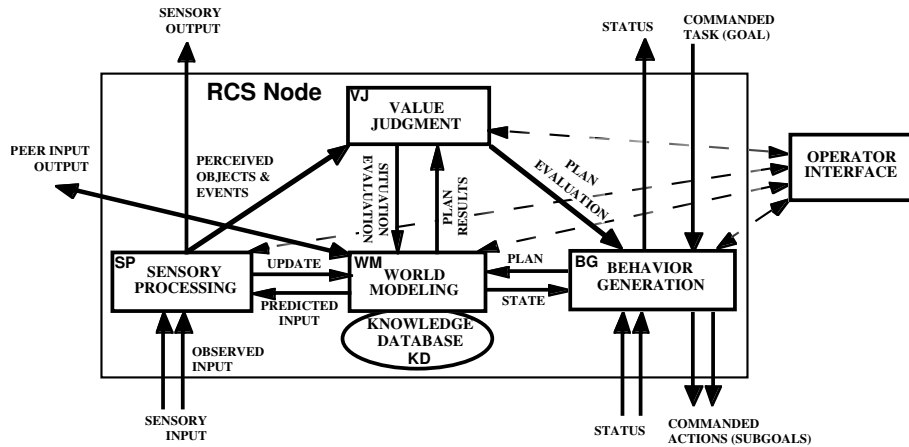 SENSORY
OUTPUT
STATUS
COMMANDED
TASK (GOAL)
RCS Node
VJ
VALUE
JUDGMENT
PEER INPUT
OUTPUT
PERCEIVED
OBJECTS &
EVENTS
SITUATION
EVALUATION
PLAN
RESULTS
PLAN
EVALUATION
OPERATOR
INTERFACE
SP
SENSORY
PROCESSING
UPDATE
PREDICTED
INPUT
WM
WORLD
MODELING
PLAN
STATE
BG
BEHAVIOR
GENERATION
KNOWLEDGE
DATABASE
KD
OBSERVED
INPUT
SENSORY
INPUT
STATUS
COMMANDED
ACTIONS (SUBGOALS)